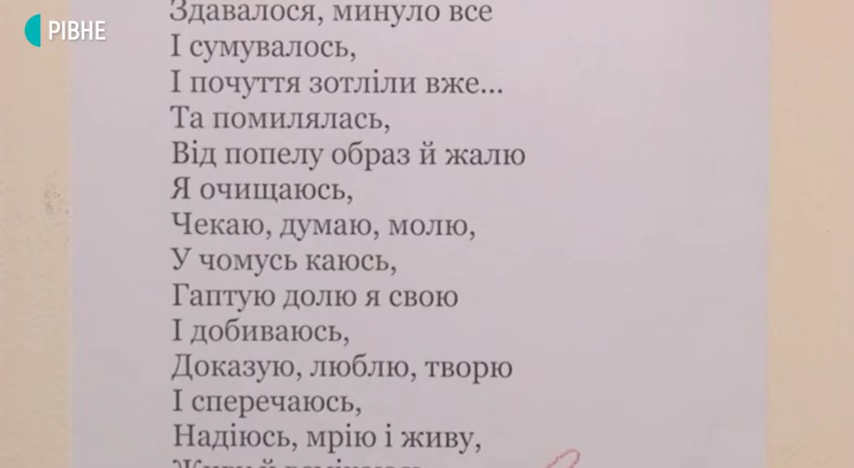 РІВНЕ
Здавалося, минуло все
І сумувалось,
І почуття зотліли вже...
Та помилялась,
Від попелу образ й жалю
Я очищаюсь,
Чекаю, думаю, молю,
У чомусь каюсь,
Гаптую долю я свою
І добиваюсь,
Доказую, люблю, творю
І сперечаюсь,
Надіюсь, мрію і живу,